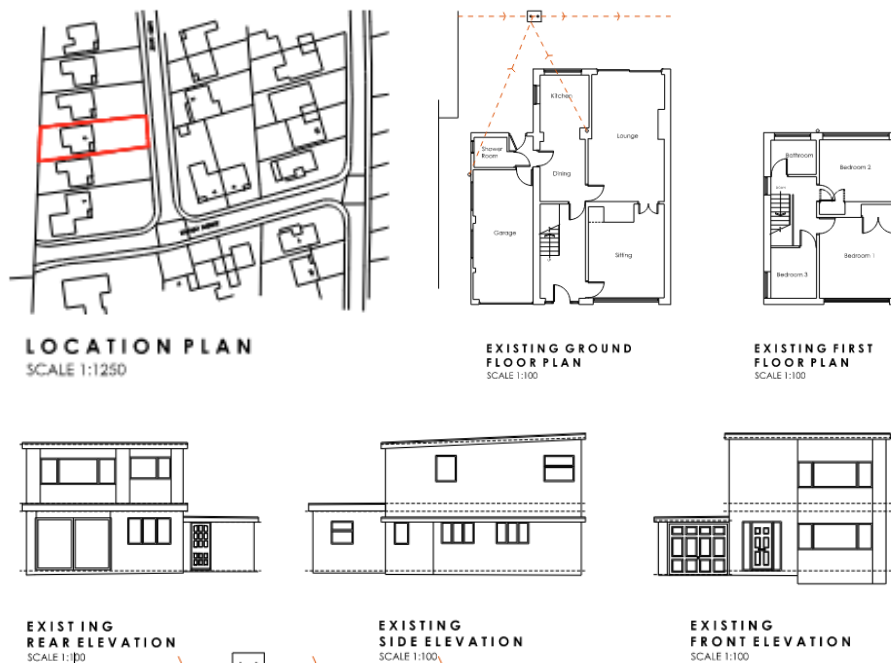 Kitchen
Lounge
Shower
Room
Dining
Garage
Sitting
Bathroom
Bedroom 2
Bedroom 1
Bedroom 3
LOCATION PLAN
SCALE 1:1250
EXISTING GROUND
FLOOR PLAN
SCALE 1:100
EXISTING FIRST
FLOOR PLAN
SCALE 1:100
EXISTING
REAR ELEVATION
SCALE 1:100
EXISTING
SIDE ELEVATION
SCALE 1:100
EXISTING
FRONT ELEVATION
SCALE 1:100